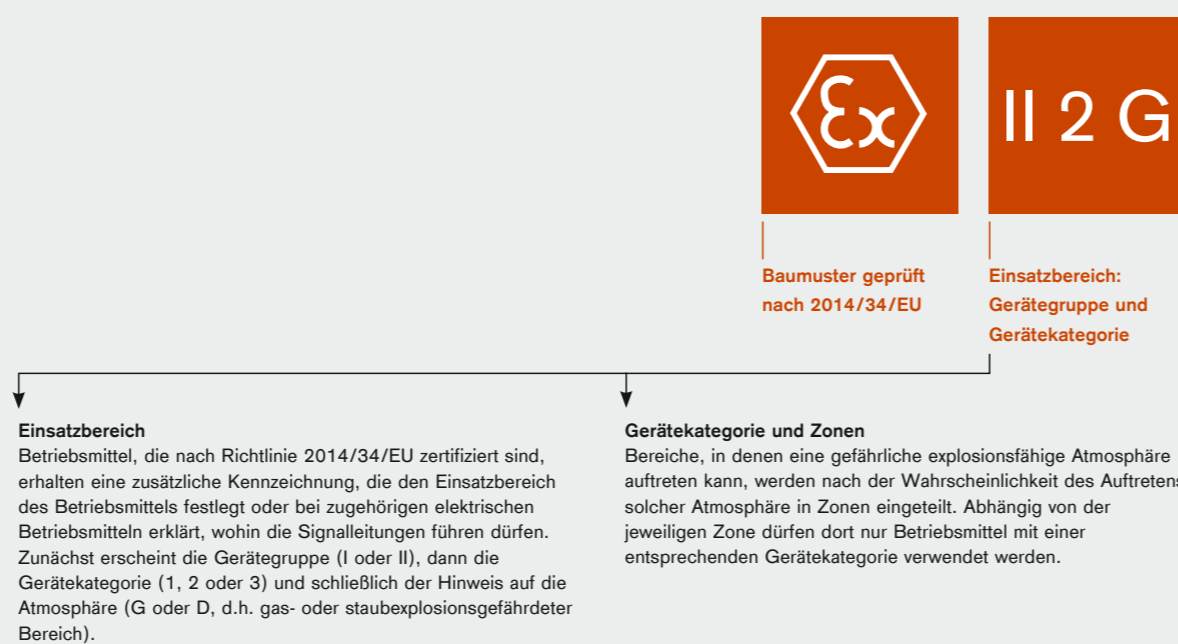 Ex
II 2 G
Baumuster geprüft
nach 2014/34/EU
Einsatzbereich:
Gerätegruppe und
Gerätekategorie
Einsatzbereich
Betriebsmittel, die nach Richtlinie 2014/34/EU zertifiziert sind,
erhalten eine zusätzliche Kennzeichnung, die den Einsatzbereich
des Betriebsmittels festlegt oder bei zugehörigen elektrischen
Betriebsmitteln erklärt, wohin die Signalleitungen führen dürfen.
Zunächst erscheint die Gerätegruppe (I oder II), dann die
Gerätekategorie (1, 2 oder 3) und schließlich der Hinweis auf die
Atmosphäre (G oder D, d.h. gas- oder staubexplosionsgefährdeter
Bereich).
Gerätekategorie und Zonen
Bereiche, in denen eine gefährliche explosionsfähige Atmosphäre
auftreten kann, werden nach der Wahrscheinlichkeit des Auftretens
solcher Atmosphäre in Zonen eingeteilt. Abhängig von der
jeweiligen Zone dürfen dort nur Betriebsmittel mit einer
entsprechenden Gerätekategorie verwendet werden.